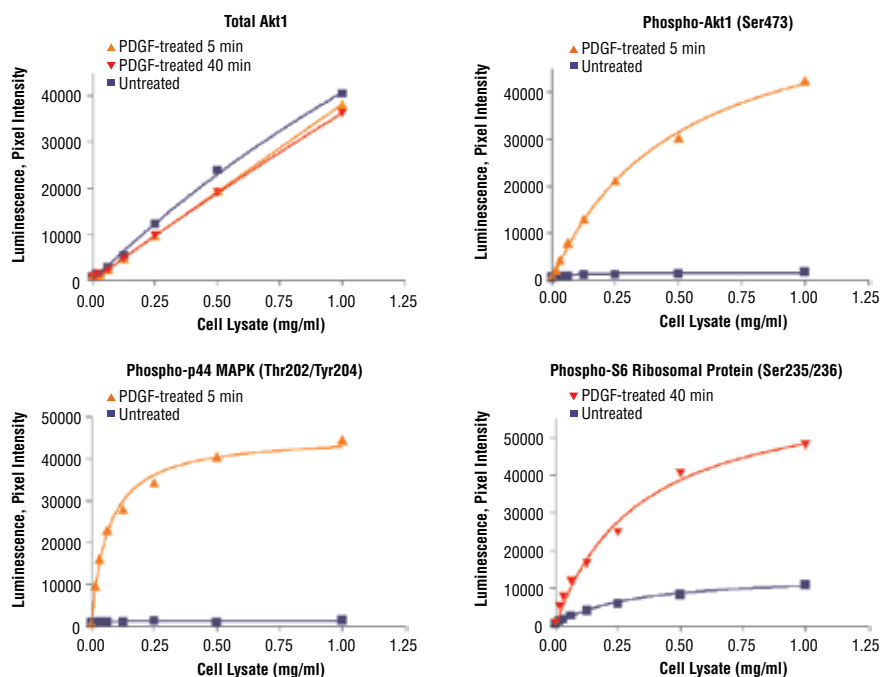 Total Akt1
PDGF-treated 5 min
PDGF-treated 40 min
Untreated
Luminescence, Pixel Intensity
40000
30000
20000
10000
0
0.00 0.25 0.50 0.75 1.00 1.25
Cell Lysate (mg/ml)
Phospho-Akt1 (Ser473)
PDGF-treated 5 min
Untreated
Luminescence, Pixel Intensity
40000
30000
20000
10000
0
0.00 0.25 0.50 0.75 1.00 1.25
Cell Lysate (mg/ml)
Phospho-p44 MAPK (Thr202/Tyr204)
PDGF-treated 5 min
Untreated
Luminescence, Pixel Intensity
50000
40000
30000
20000
10000
0
0.00 0.25 0.50 0.75 1.00 1.25
Cell Lysate (mg/ml)
Phospho-S6 Ribosomal Protein (Ser235/236)
PDGF-treated 40 min
Untreated
Luminescence, Pixel Intensity
50000
40000
30000
20000
10000
0
0.00 0.25 0.50 0.75 1.00 1.25
Cell Lysate (mg/ml)